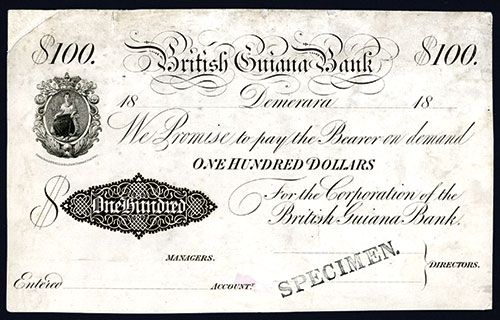 $100. British Guiana Bank $100.
18 Demerara 18
We Promise to pay the Bearer on demand
ONE HUNDRED DOLLARS
$ One Hundred
For the Corporation of the
British Guiana Bank.
MANAGERS.
SPECIMEN.
DIRECTORS.
Entered ACCOUNT.